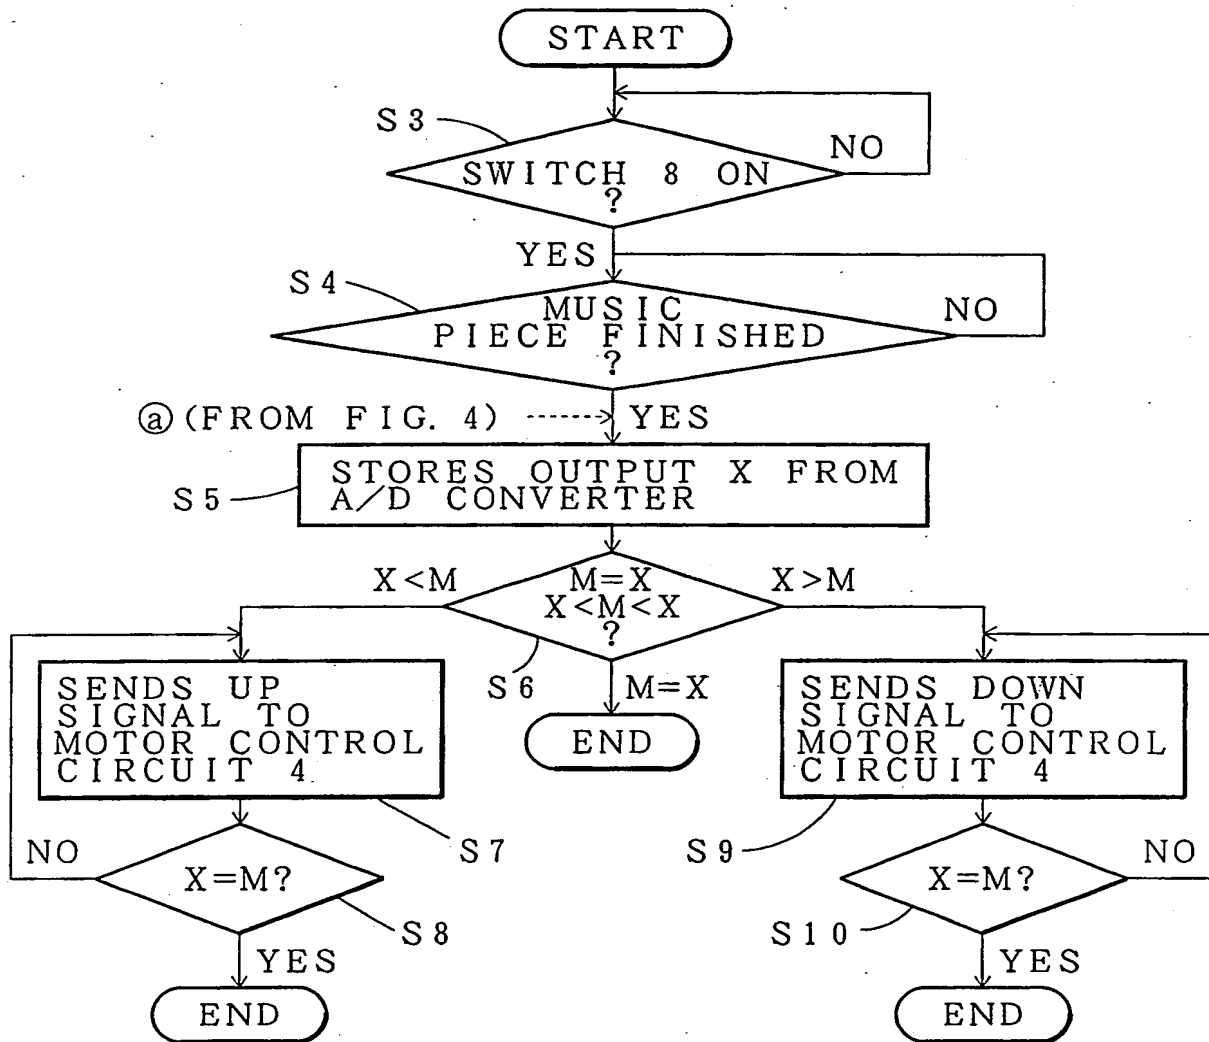 START
S3
SWITCH 8 ON
?
NO
YES
S4
MUSIC
PIECE FINISHED
?
NO
ⓐ (FROM FIG. 4)
YES
S5
STORES OUTPUT X FROM
A/D CONVERTER
X<M
M=X
X<M<X
?
X>M
S6
M=X
END
SENDS UP
SIGNAL TO
MOTOR CONTROL
CIRCUIT 4
S7
NO
X=M?
S8
YES
END
SENDS DOWN
SIGNAL TO
MOTOR CONTROL
CIRCUIT 4
S9
NO
X=M?
S10
YES
END